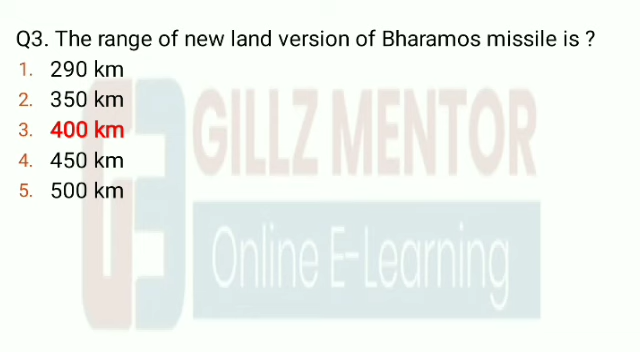 Q3. The range of new land version of Bharamos missile is ?
1. 290 km
2. 350 km
3. 400 km
4. 450 km
5. 500 km
GILLZ MENTOR
Online E-Learning